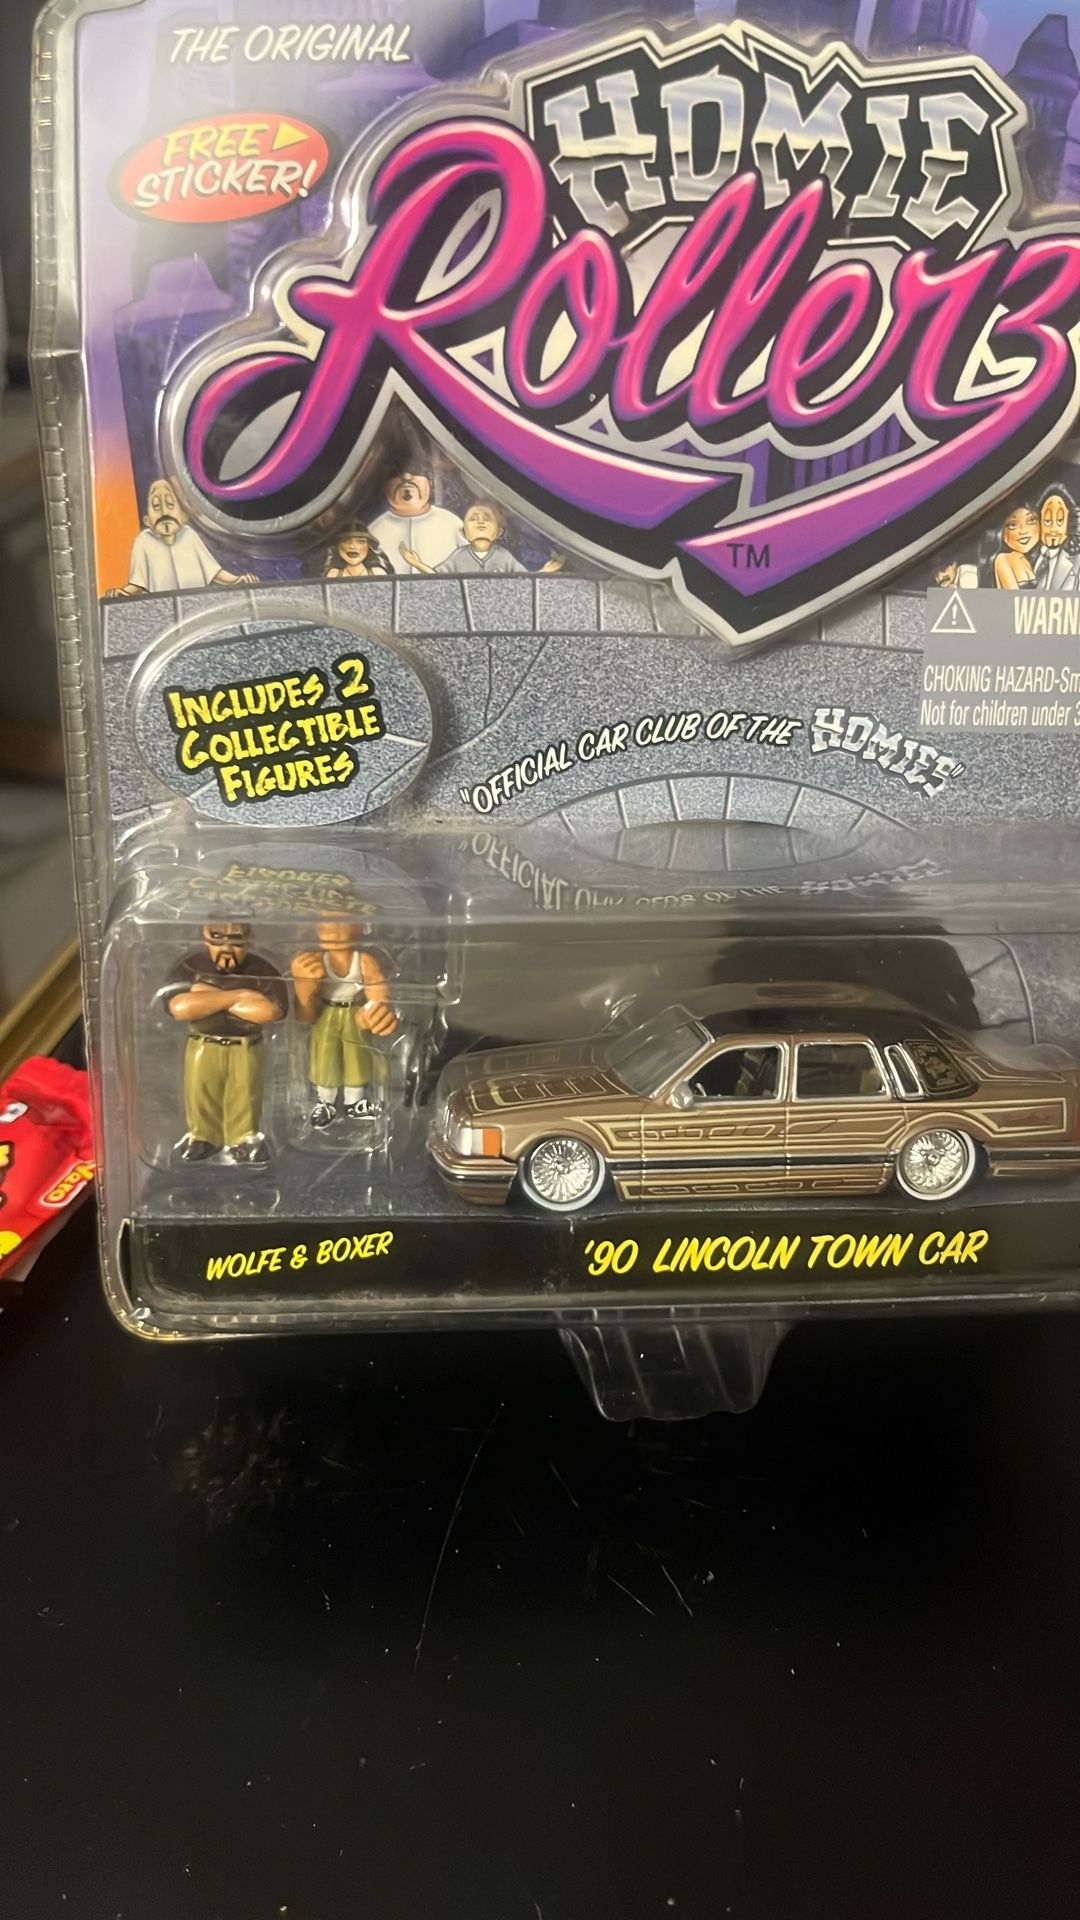 THE ORIGINAL
FREE
STICKER!
HOMIE
Rollerz
TM
WARN
CHOKING HAZARD-Sm
Not for children under 3
INCLUDES 2
COLLECTIBLE
FIGURES
"OFFICIAL CAR CLUB OF THE HOMIES"
WOLFE & BOXER
'90 LINCOLN TOWN CAR